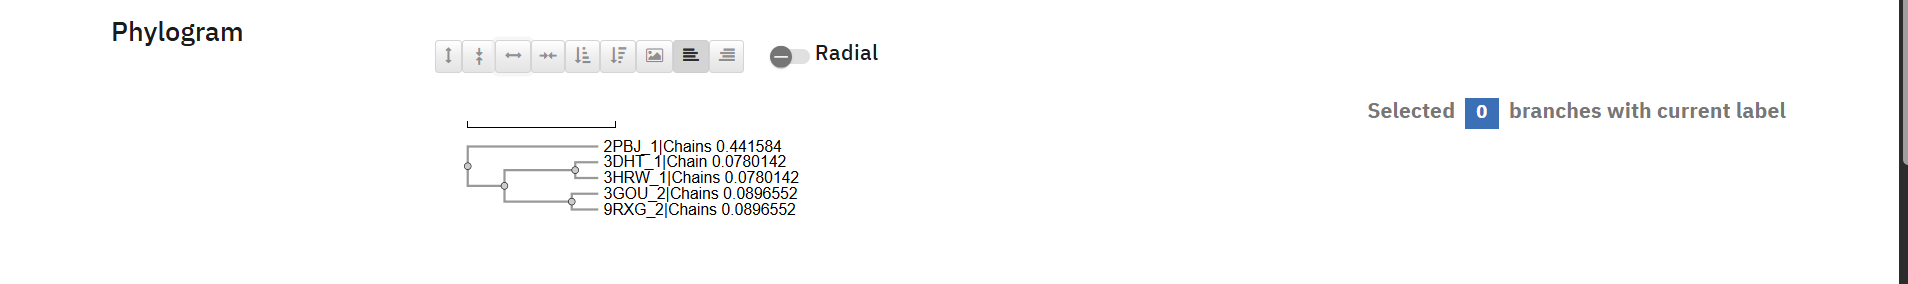 Phylogram
Radial
Selected 0 branches with current label
2PBJ_1|Chains 0.441584
3DHT_1|Chain 0.0780142
3HRW_1|Chains 0.0780142
3GOU_2|Chains 0.0896552
9RXG_2|Chains 0.0896552